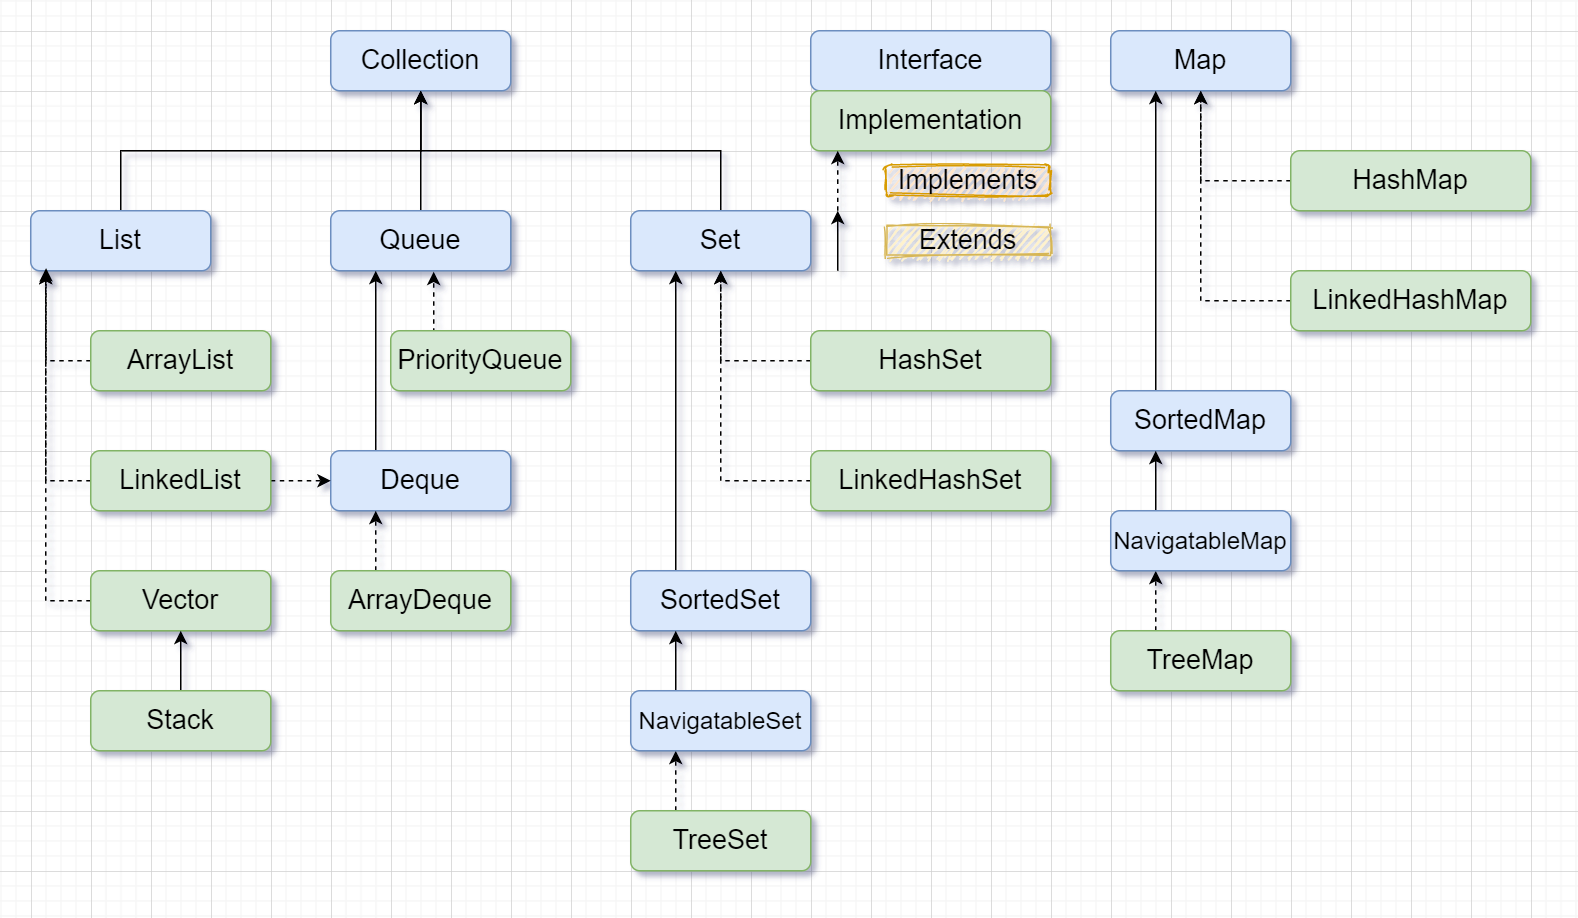 Collection
Interface
Map
Implementation
Implements
HashMap
List
Queue
Set
Extends
LinkedHashMap
ArrayList
PriorityQueue
HashSet
SortedMap
LinkedList
Deque
LinkedHashSet
NavigatableMap
Vector
ArrayDeque
SortedSet
TreeMap
Stack
NavigatableSet
TreeSet